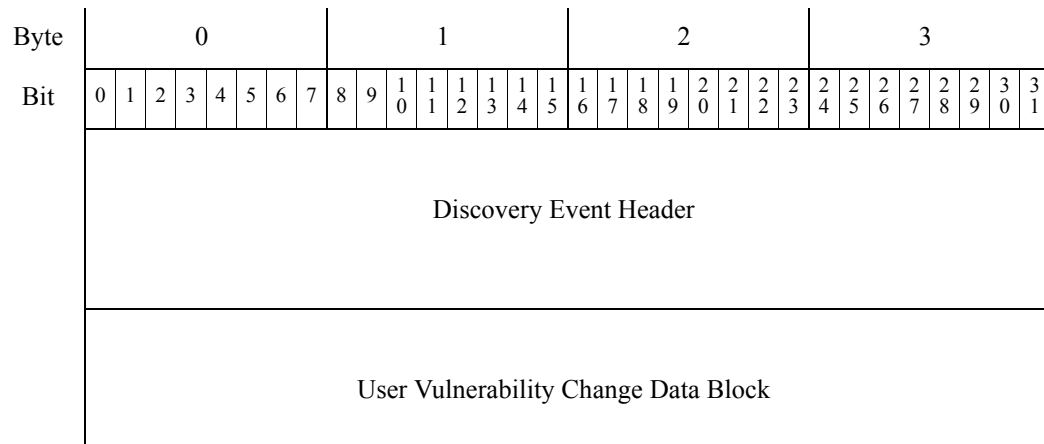 Byte 0 1 2 3
Bit 0 1 2 3 4 5 6 7 8 9 10 11 12 13 14 15 16 17 18 19 20 21 22 23 24 25 26 27 28 29 30 31
Discovery Event Header
User Vulnerability Change Data Block